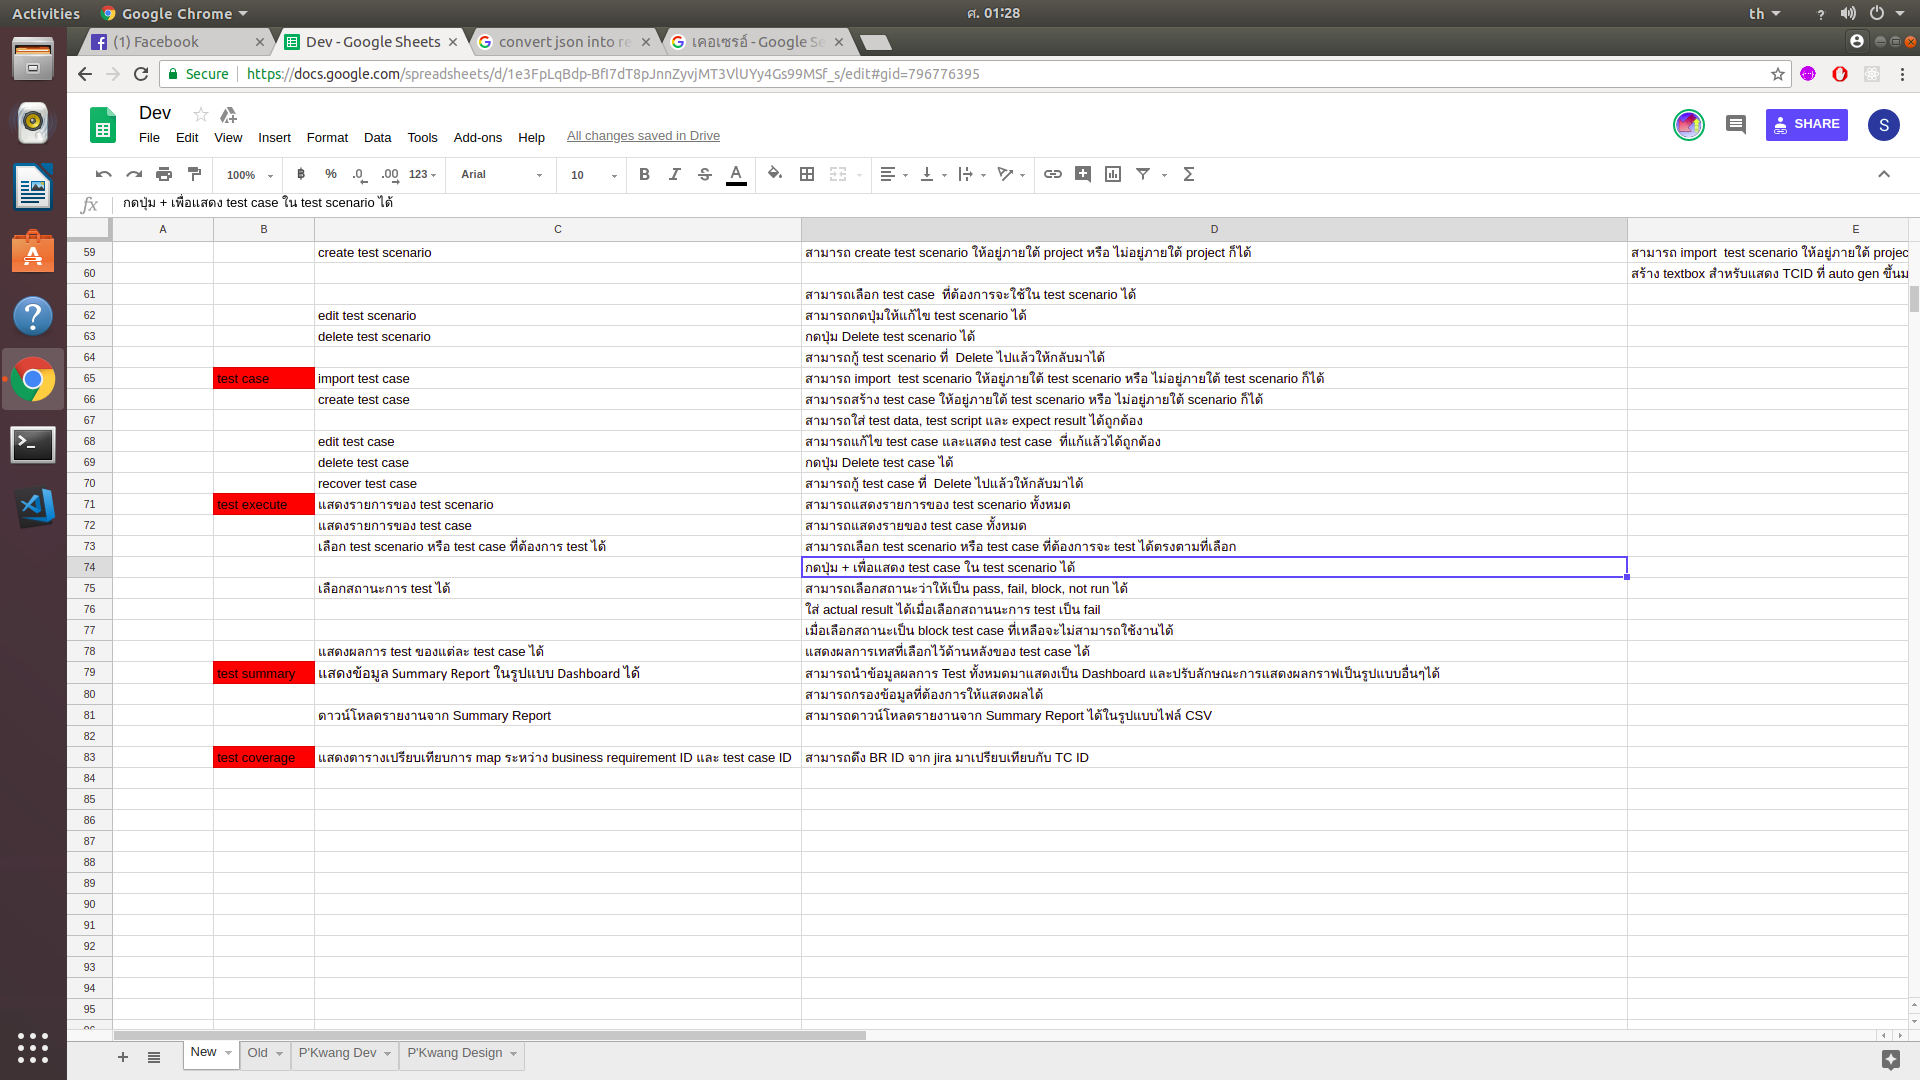 Activities
Google Chrome
ศ. 01:28
th
(1) Facebook
Dev - Google Sheets
convert json into re
เคอเซรอ์ - Google Se
Secure
https://docs.google.com/spreadsheets/d/1e3FpLqBdp-BfI7dT8pJnnZyvjMT3VlUYy4Gs99MSf_s/edit#gid=796776395
Dev
File Edit View Insert Format Data Tools Add-ons Help All changes saved in Drive
SHARE
S
100% ฿ % .0 .00 123 Arial 10 B I S A Σ
fx กดปุ่ม + เพื่อแสดง test case ใน test scenario ได้
A B C D E
59 create test scenario สามารถ create test scenario ให้อยู่ภายใต้ project หรือ ไม่อยู่ภายใต้ project ก็ได้ สามารถ import test scenario ให้อยู่ภายใต้ projec
60 สร้าง textbox สำหรับแสดง TCID ที่ auto gen ขึ้นม
61 สามารถเลือก test case ที่ต้องการจะใช้ใน test scenario ได้
62 edit test scenario สามารถกดปุ่มให้แก้ไข test scenario ได้
63 delete test scenario กดปุ่ม Delete test scenario ได้
64 สามารถกู้ test scenario ที่ Delete ไปแล้วให้กลับมาได้
65 test case import test case สามารถ import test scenario ให้อยู่ภายใต้ test scenario หรือ ไม่อยู่ภายใต้ test scenario ก็ได้
66 create test case สามารถสร้าง test case ให้อยู่ภายใต้ test scenario หรือ ไม่อยู่ภายใต้ scenario ก็ได้
67 สามารถใส่ test data, test script และ expect result ได้ถูกต้อง
68 edit test case สามารถแก้ไข test case และแสดง test case ที่แก้แล้วได้ถูกต้อง
69 delete test case กดปุ่ม Delete test case ได้
70 recover test case สามารถกู้ test case ที่ Delete ไปแล้วให้กลับมาได้
71 test execute แสดงรายการของ test scenario สามารถแสดงรายการของ test scenario ทั้งหมด
72 แสดงรายการของ test case สามารถแสดงรายของ test case ทั้งหมด
73 เลือก test scenario หรือ test case ที่ต้องการ test ได้ สามารถเลือก test scenario หรือ test case ที่ต้องการจะ test ได้ตรงตามที่เลือก
74 กดปุ่ม + เพื่อแสดง test case ใน test scenario ได้
75 เลือกสถานะการ test ได้ สามารถเลือกสถานะว่าให้เป็น pass, fail, block, not run ได้
76 ใส่ actual result ได้เมื่อเลือกสถานนะการ test เป็น fail
77 เมื่อเลือกสถานะเป็น block test case ที่เหลือจะไม่สามารถใช้งานได้
78 แสดงผลการ test ของแต่ละ test case ได้ แสดงผลการเทสที่เลือกไว้ด้านหลังของ test case ได้
79 test summary แสดงข้อมูล Summary Report ในรูปแบบ Dashboard ได้ สามารถนำข้อมูลผลการ Test ทั้งหมดมาแสดงเป็น Dashboard และปรับลักษณะการแสดงผลกราฟเป็นรูปแบบอื่นๆได้
80 สามารถกรองข้อมูลที่ต้องการให้แสดงผลได้
81 ดาวน์โหลดรายงานจาก Summary Report สามารถดาวน์โหลดรายงานจาก Summary Report ได้ในรูปแบบไฟล์ CSV
82
83 test coverage แสดงตารางเปรียบเทียบการ map ระหว่าง business requirement ID และ test case ID สามารถดึง BR ID จาก jira มาเปรียบเทียบกับ TC ID
84
85
86
87
88
89
90
91
92
93
94
95
New Old P'Kwang Dev P'Kwang Design